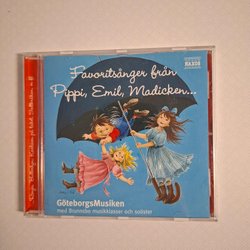 NAXOS
Favoritsånger från
Pippi, Emil, Madicken...
GöteborgsMusiken
med Brunnsbo musikklasser och solister